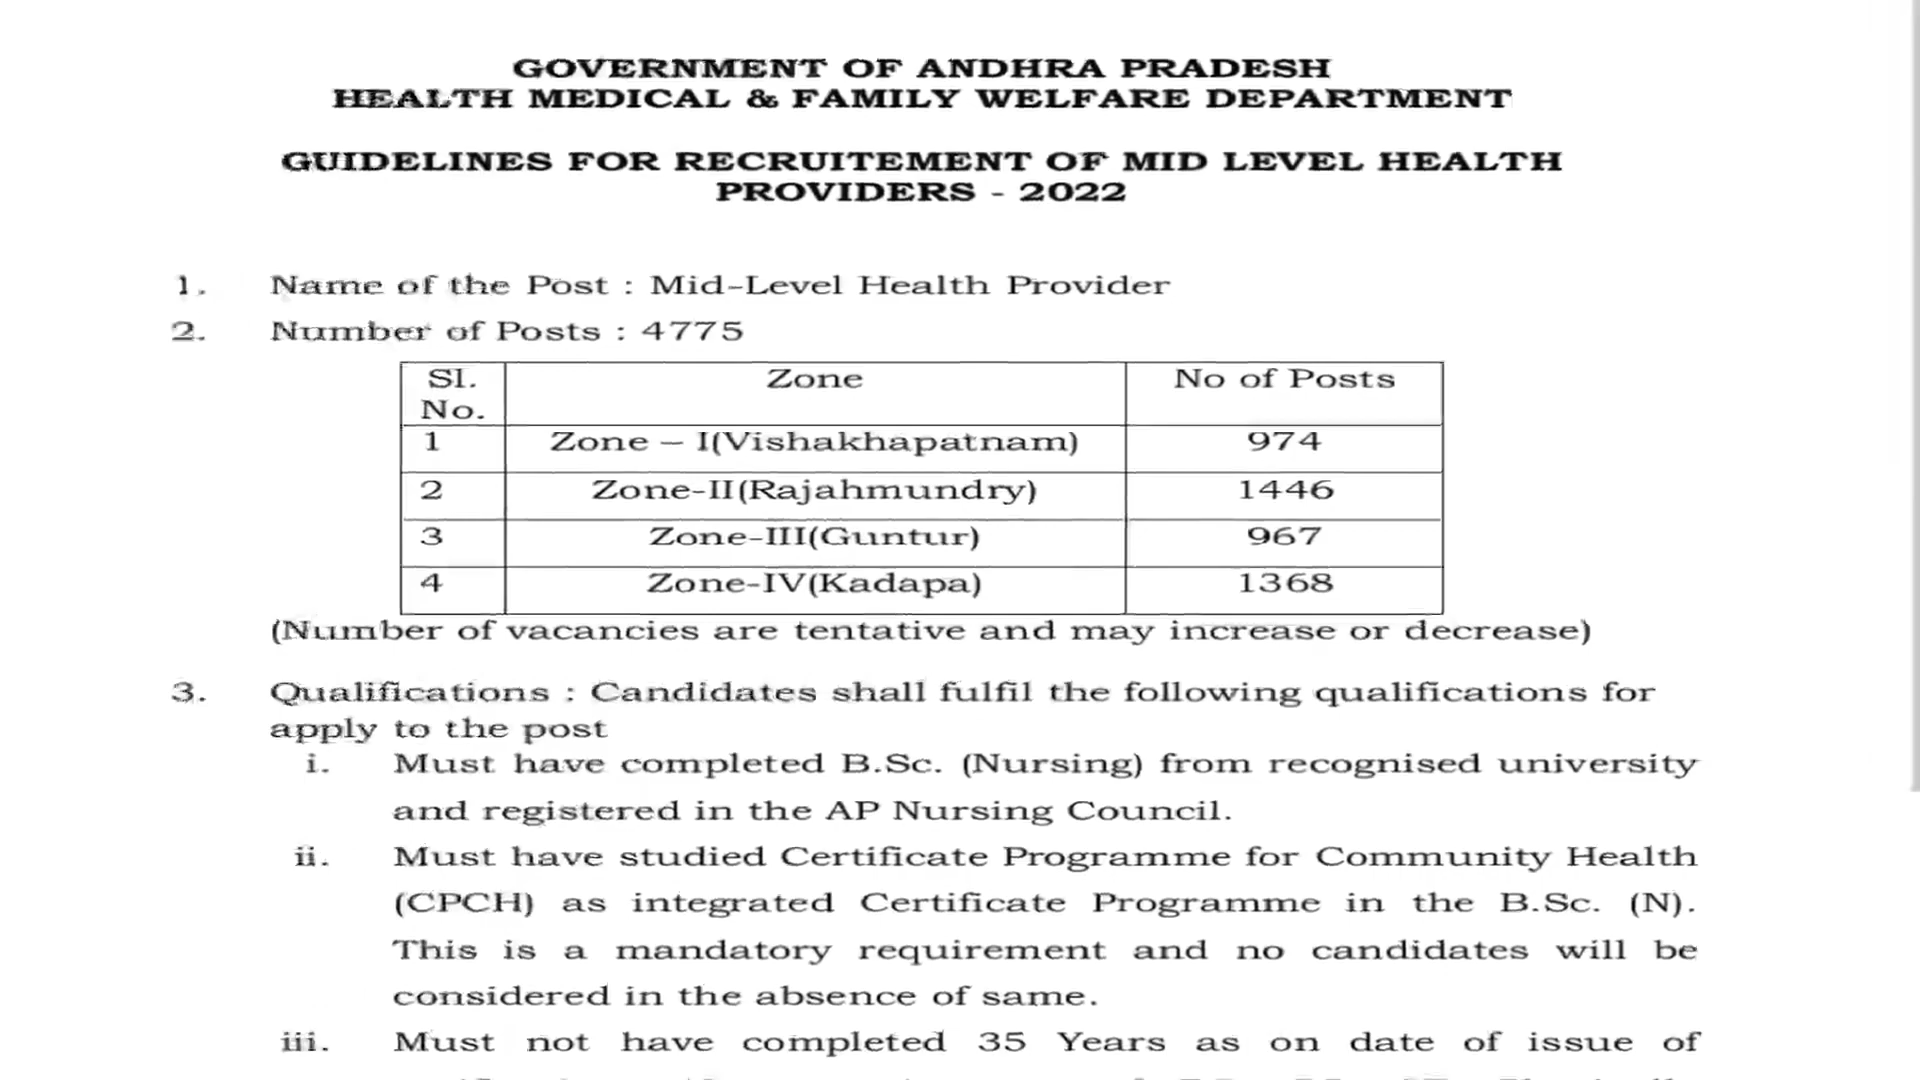 GOVERNMENT OF ANDHRA PRADESH
HEALTH MEDICAL & FAMILY WELFARE DEPARTMENT
GUIDELINES FOR RECRUITEMENT OF MID LEVEL HEALTH
PROVIDERS - 2022
1. Name of the Post : Mid-Level Health Provider
2. Number of Posts : 4775
SI. No. Zone No of Posts
1 Zone – I(Vishakhapatnam) 974
2 Zone-II(Rajahmundry) 1446
3 Zone-III(Guntur) 967
4 Zone-IV(Kadapa) 1368
(Number of vacancies are tentative and may increase or decrease)
3. Qualifications : Candidates shall fulfil the following qualifications for
apply to the post
i. Must have completed B.Sc. (Nursing) from recognised university
and registered in the AP Nursing Council.
ii. Must have studied Certificate Programme for Community Health
(CPCH) as integrated Certificate Programme in the B.Sc. (N).
This is a mandatory requirement and no candidates will be
considered in the absence of same.
iii. Must not have completed 35 Years as on date of issue of